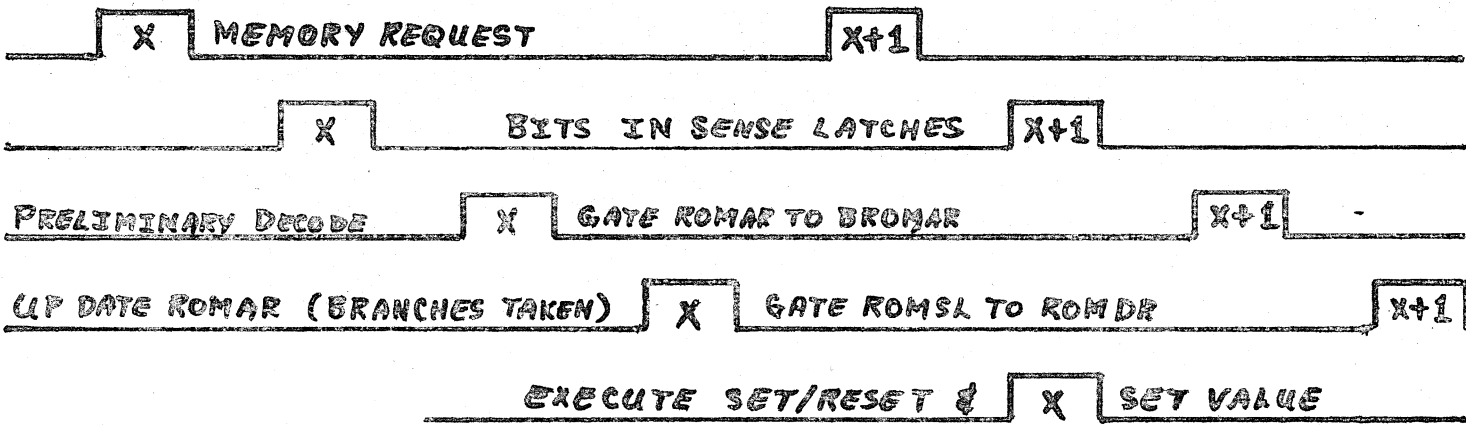 X MEMORY REQUEST X+1
X BITS IN SENSE LATCHES X+1
PRELIMINARY DECODE X GATE ROMAR TO BROMAR X+1
UP DATE ROMAR (BRANCHES TAKEN) X GATE ROMSL TO ROMDR X+1
EXECUTE SET/RESET & X SET VALUE